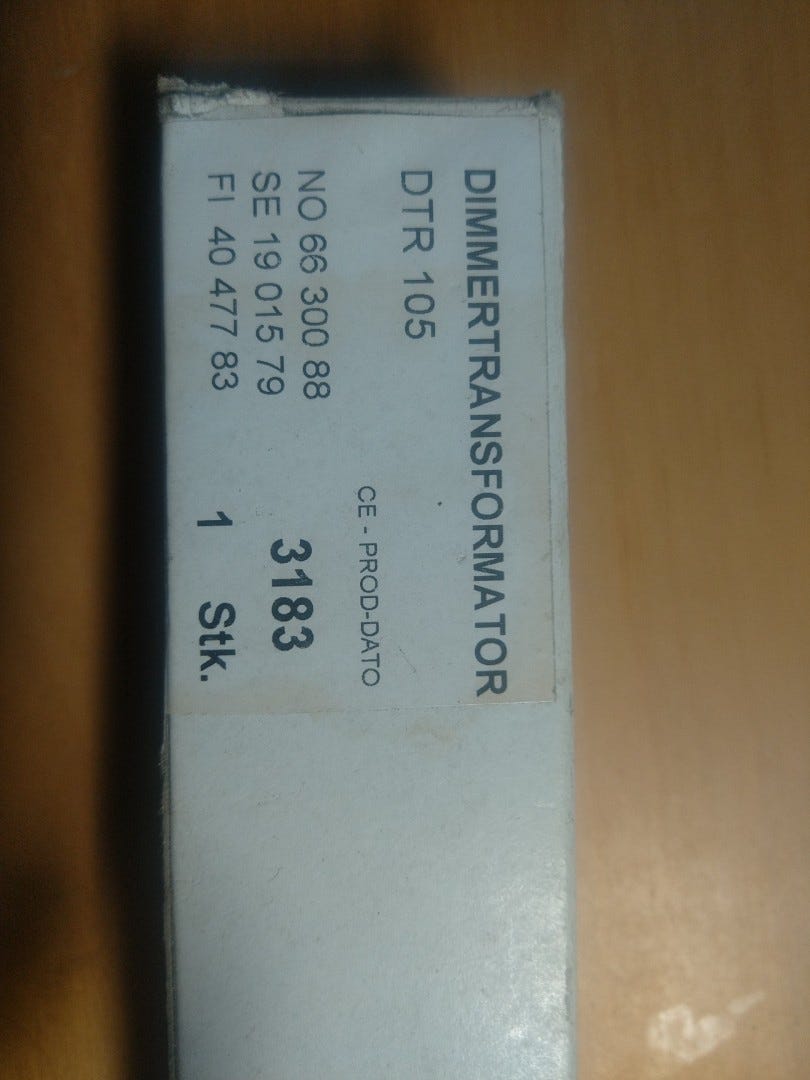 DIMMERTRANSFORMATOR
DTR 105
CE - PROD-DATO
NO 66 300 88
SE 19 015 79
3183
FI 40 477 83
1 Stk.